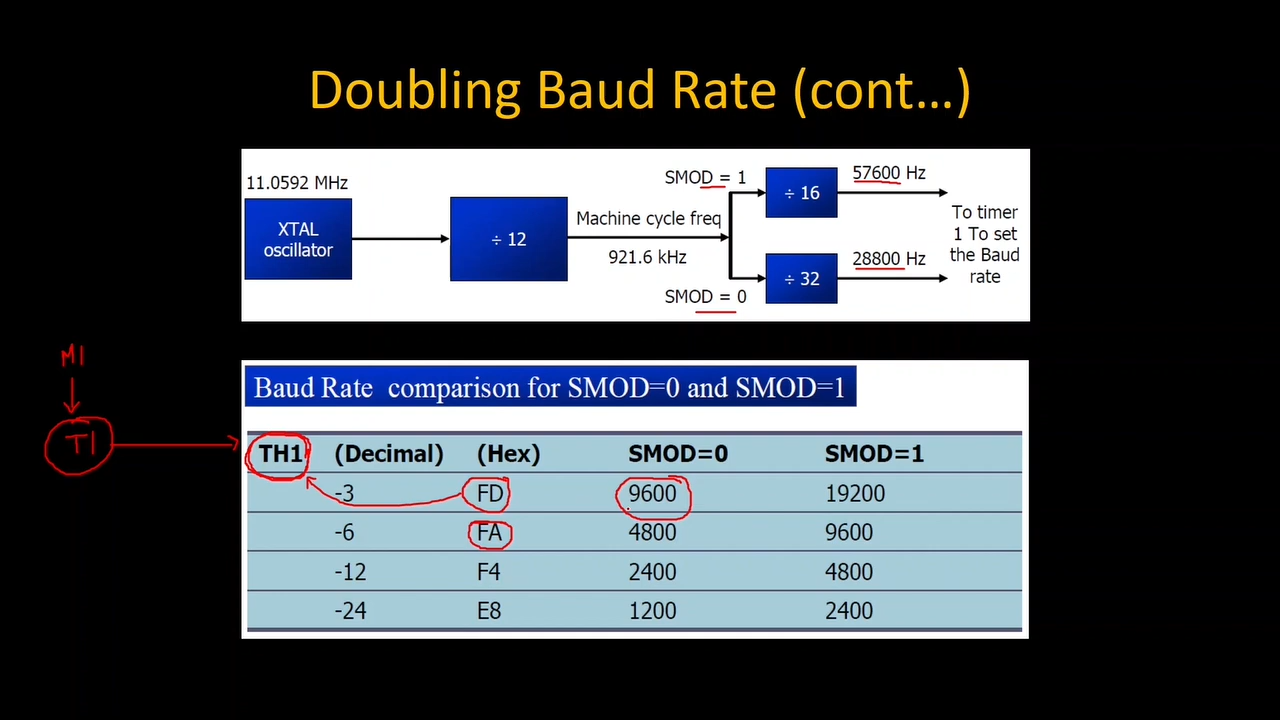 Doubling Baud Rate (cont…)
11.0592 MHz
XTAL
oscillator
÷ 12
Machine cycle freq
921.6 kHz
SMOD = 1
÷ 16
57600 Hz
SMOD = 0
÷ 32
28800 Hz
To timer
1 To set
the Baud
rate
M1
T1
Baud Rate comparison for SMOD=0 and SMOD=1
TH1 (Decimal) (Hex) SMOD=0 SMOD=1
-3 FD 9600 19200
-6 FA 4800 9600
-12 F4 2400 4800
-24 E8 1200 2400